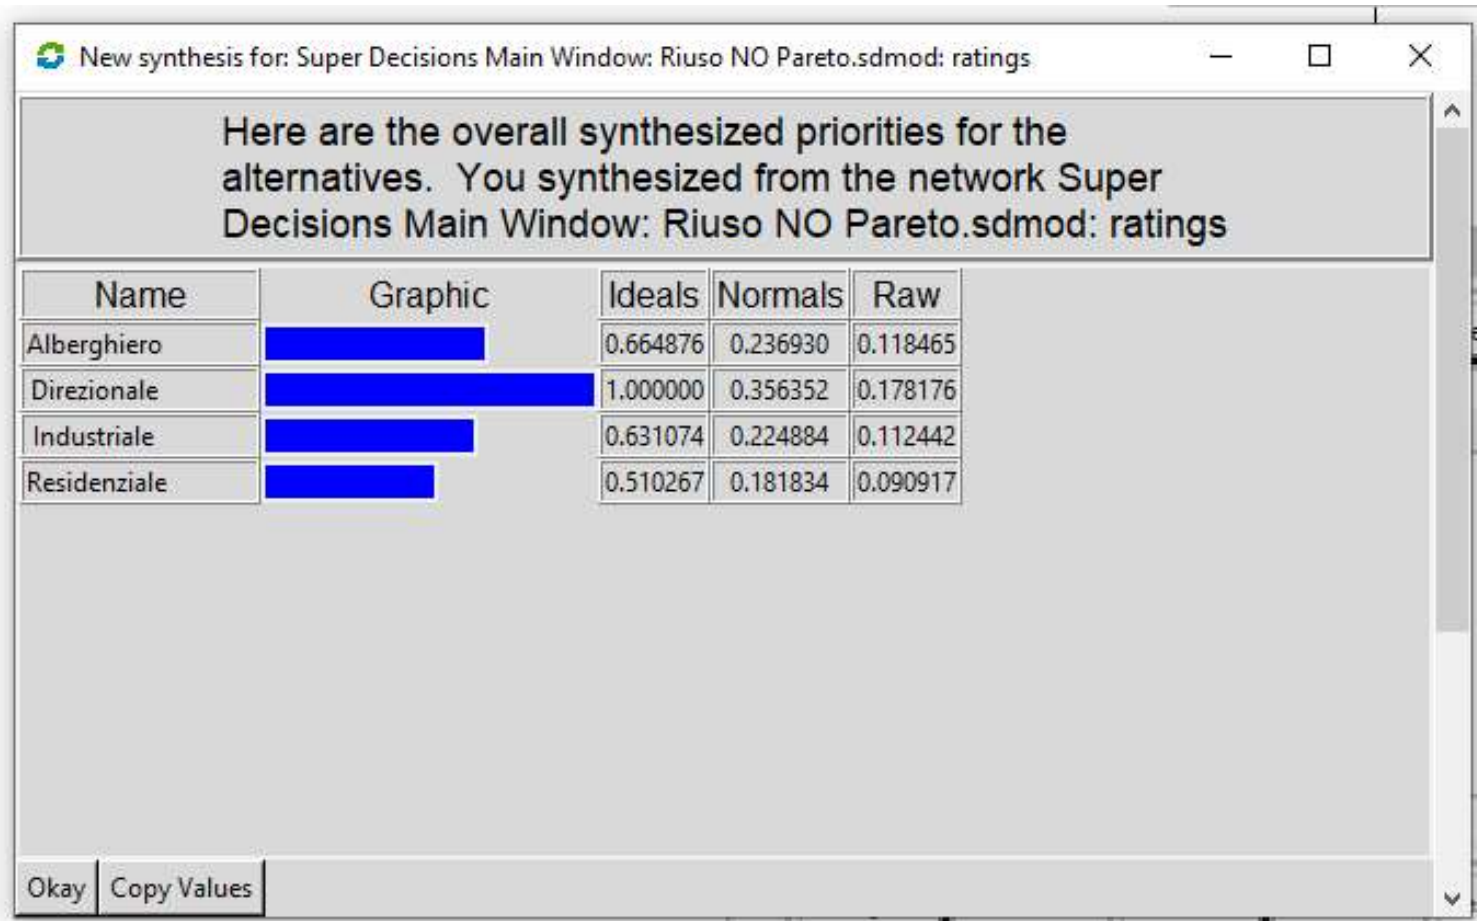 New synthesis for: Super Decisions Main Window: Riuso NO Pareto.sdmod: ratings
Here are the overall synthesized priorities for the
alternatives. You synthesized from the network Super
Decisions Main Window: Riuso NO Pareto.sdmod: ratings
Name Graphic Ideals Normals Raw
Alberghiero 0.664876 0.236930 0.118465
Direzionale 1.000000 0.356352 0.178176
Industriale 0.631074 0.224884 0.112442
Residenziale 0.510267 0.181834 0.090917
Okay Copy Values